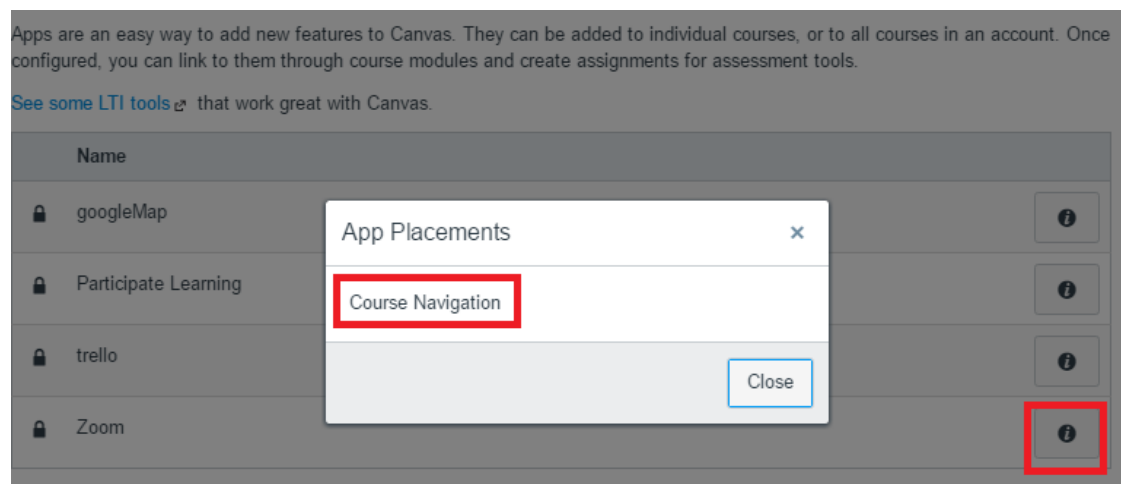 Apps are an easy way to add new features to Canvas. They can be added to individual courses, or to all courses in an account. Once
configured, you can link to them through course modules and create assignments for assessment tools.
See some LTI tools that work great with Canvas.
Name
googleMap
App Placements
×
Participate Learning
Course Navigation
trello
Close
Zoom